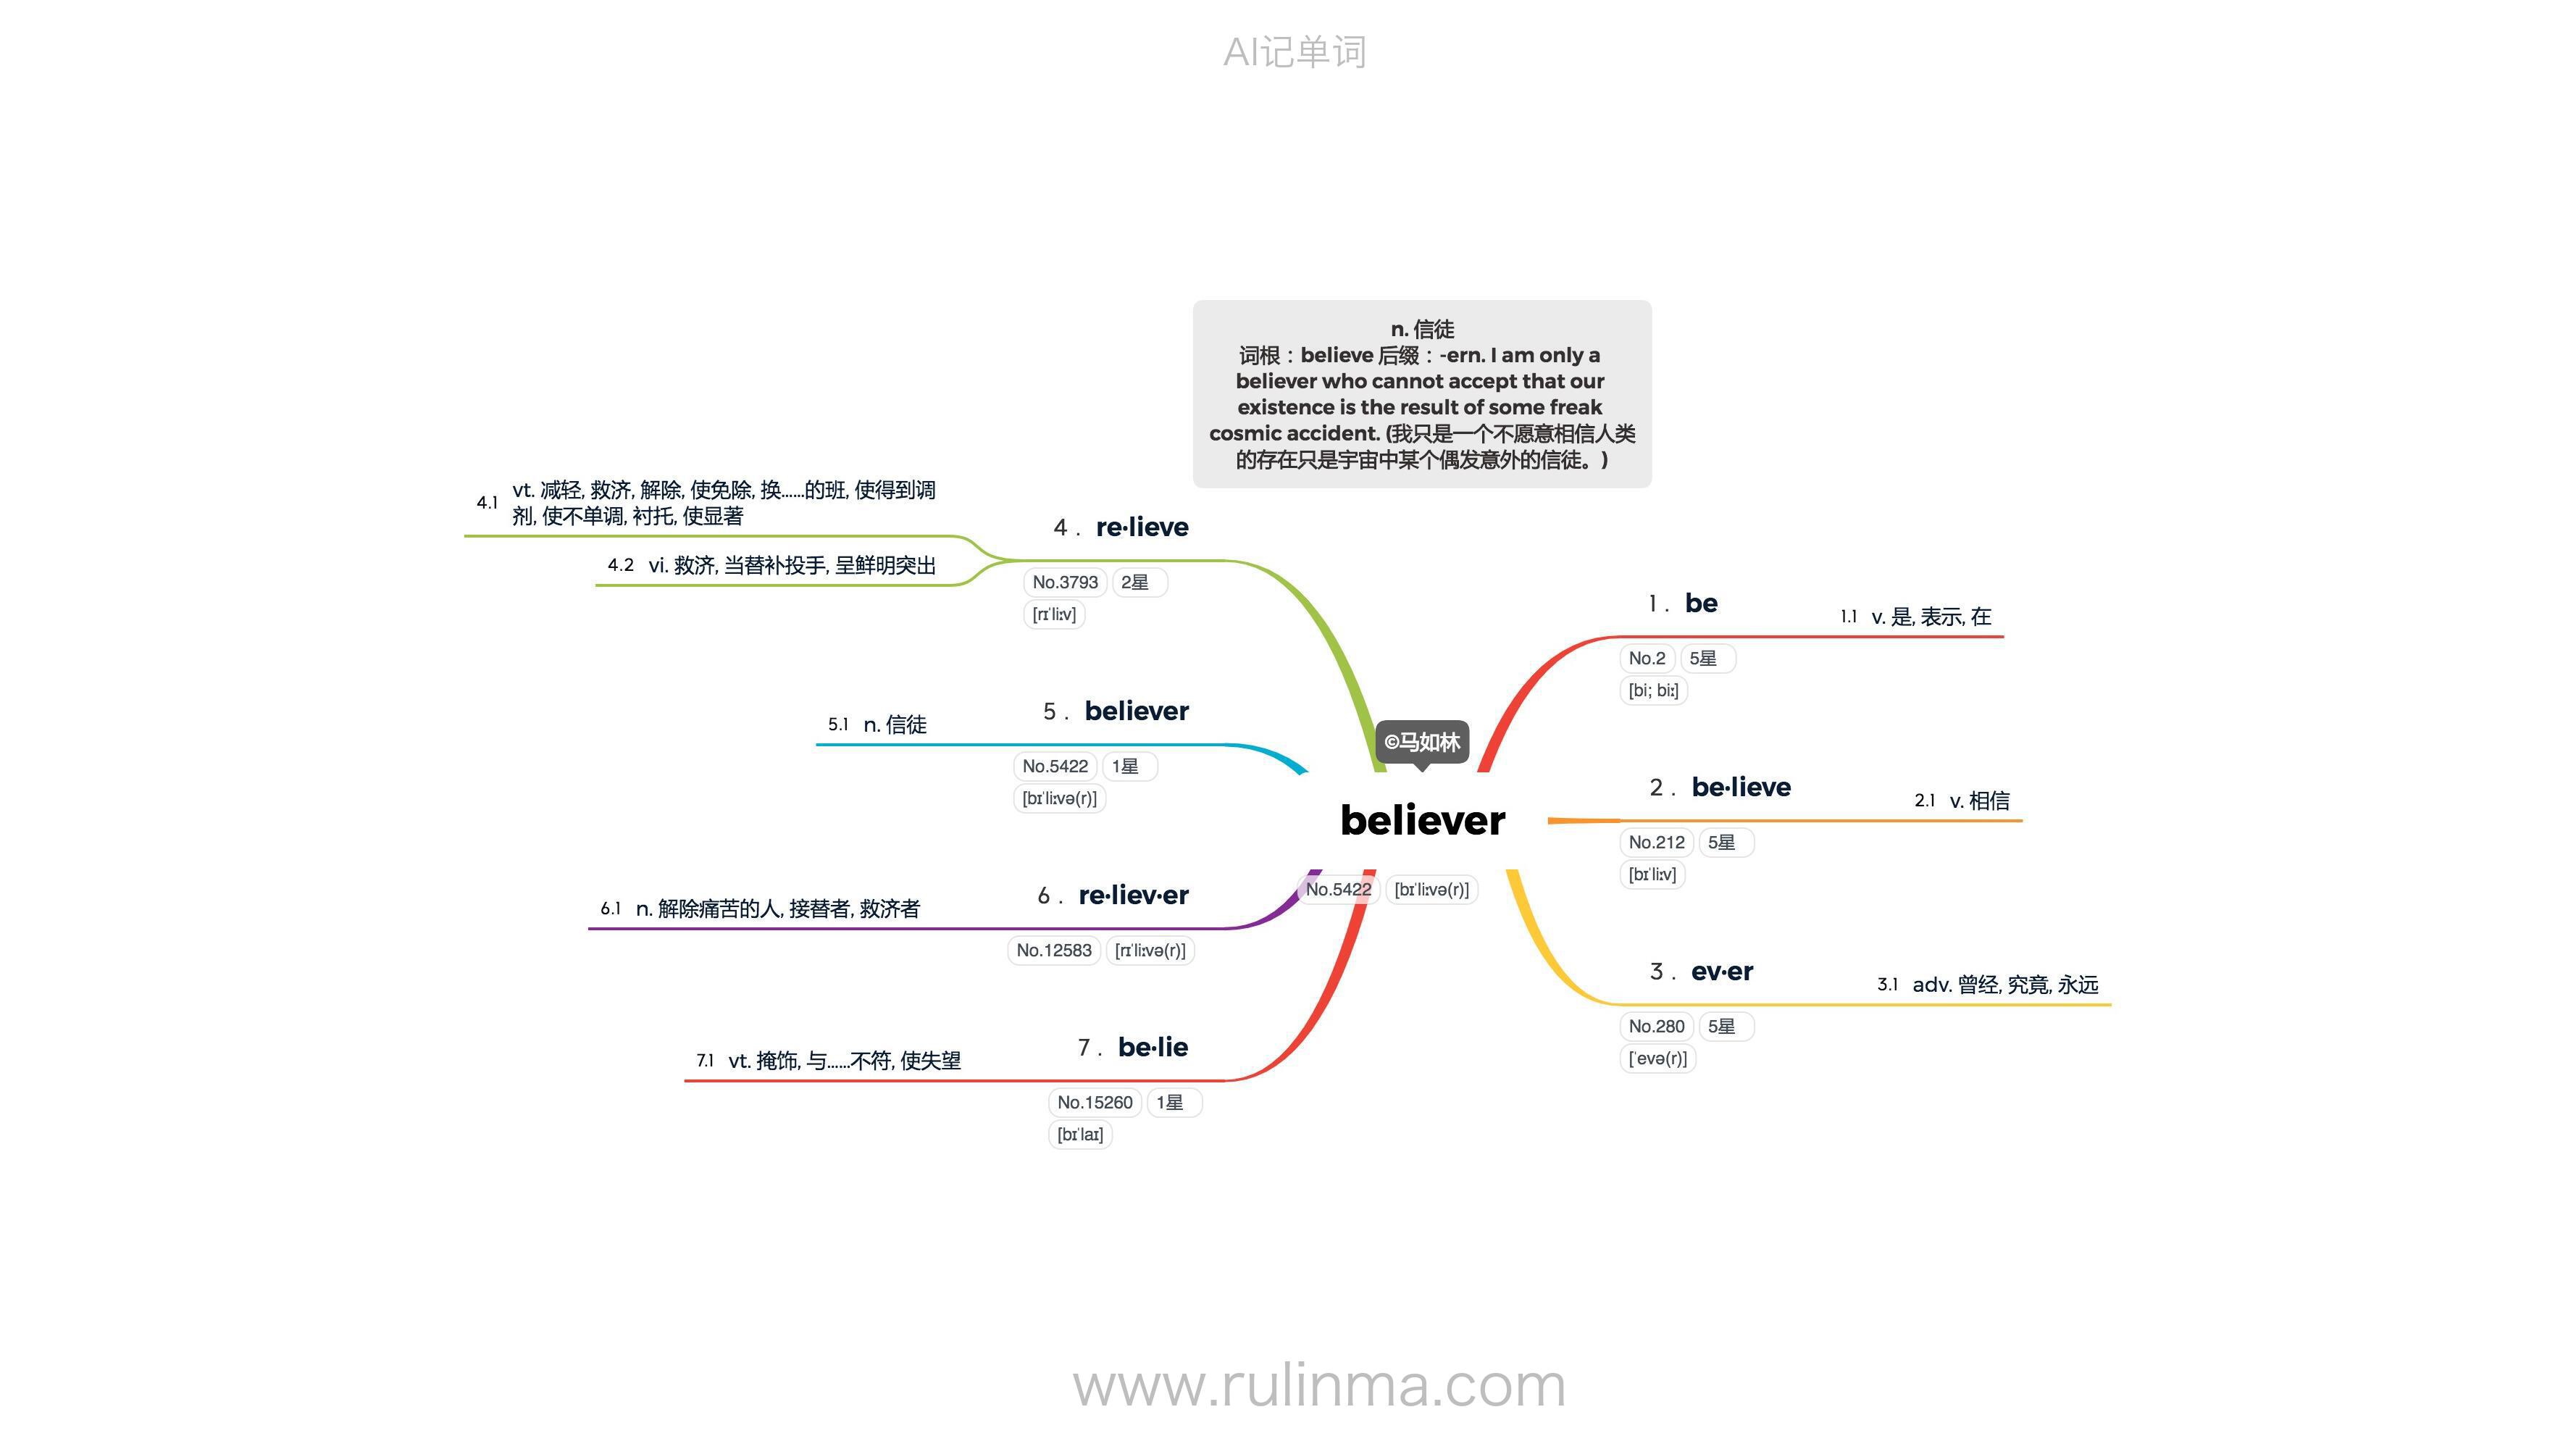 AI记单词
n. 信徒
词根：believe 后缀：-ern. I am only a
believer who cannot accept that our
existence is the result of some freak
cosmic accident. (我只是一个不愿意相信人类
的存在只是宇宙中某个偶发意外的信徒。)
©马如林
believer
No.5422 [bɪˈliːvə(r)]
1. be
No.2 5星
[bi; biː]
1.1 v. 是, 表示, 在
2. be·lieve
No.212 5星
[bɪˈliːv]
2.1 v. 相信
3. ev·er
No.280 5星
[ˈevə(r)]
3.1 adv. 曾经, 究竟, 永远
4. re·lieve
No.3793 2星
[rɪˈliːv]
4.1 vt. 减轻, 救济, 解除, 使免除, 换……的班, 使得到调
剂, 使不单调, 衬托, 使显著
4.2 vi. 救济, 当替补投手, 呈鲜明突出
5. believer
No.5422 1星
[bɪˈliːvə(r)]
5.1 n. 信徒
6. re·liev·er
No.12583 [rɪˈliːvə(r)]
6.1 n. 解除痛苦的人, 接替者, 救济者
7. be·lie
No.15260 1星
[bɪˈlaɪ]
7.1 vt. 掩饰, 与……不符, 使失望
www.rulinma.com